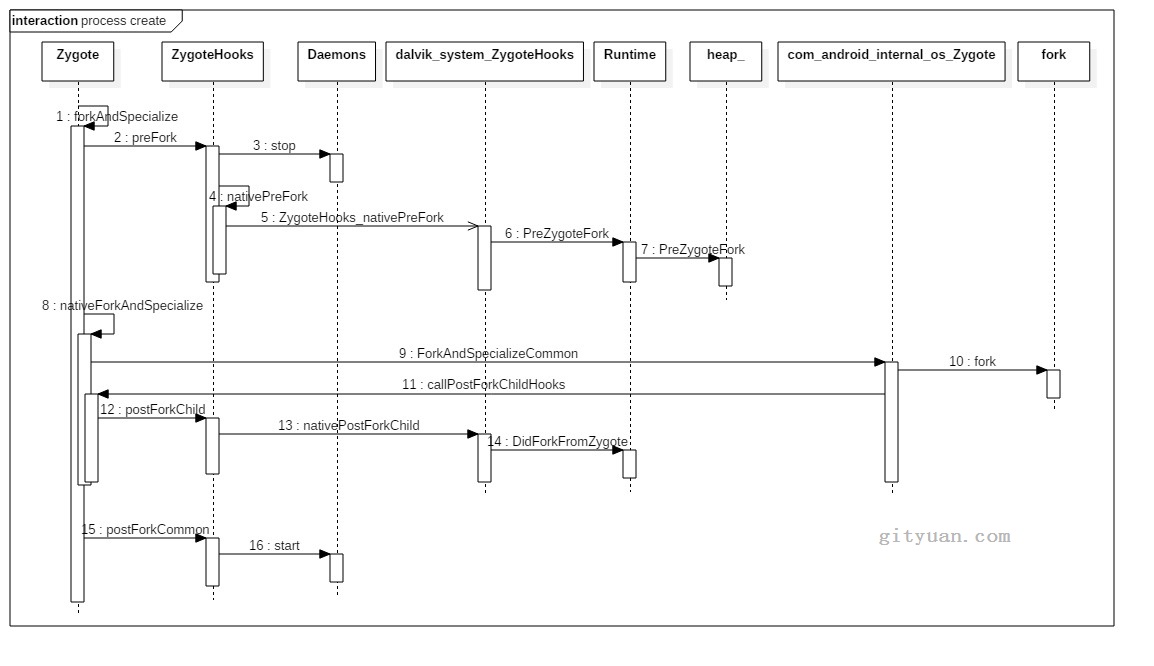 interaction process create
Zygote
ZygoteHooks
Daemons
dalvik_system_ZygoteHooks
Runtime
heap_
com_android_internal_os_Zygote
fork
1 : forkAndSpecialize
2 : preFork
3 : stop
4 : nativePreFork
5 : ZygoteHooks_nativePreFork
6 : PreZygoteFork
7 : PreZygoteFork
8 : nativeForkAndSpecialize
9 : ForkAndSpecializeCommon
10 : fork
11 : callPostForkChildHooks
12 : postForkChild
13 : nativePostForkChild
14 : DidForkFromZygote
15 : postForkCommon
16 : start
gityuan.com